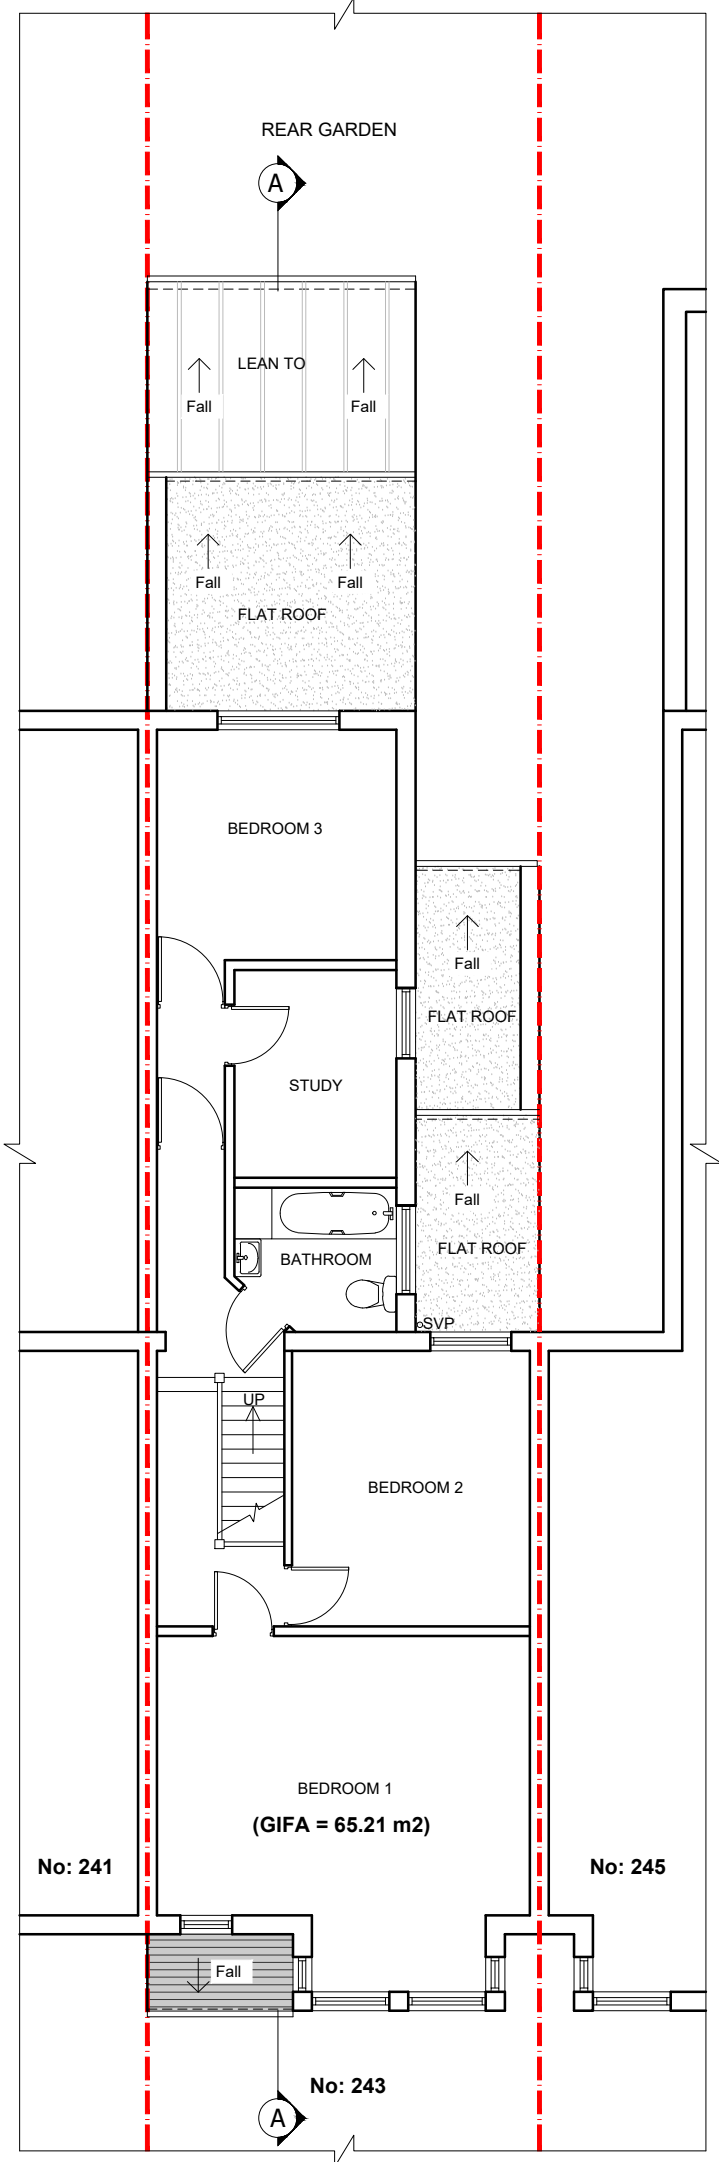 REAR GARDEN
A
LEAN TO
Fall
Fall
Fall
Fall
FLAT ROOF
BEDROOM 3
Fall
FLAT ROOF
STUDY
Fall
FLAT ROOF
BATHROOM
SVP
UP
BEDROOM 2
BEDROOM 1
(GIFA = 65.21 m2)
No: 241
No: 245
Fall
No: 243
A